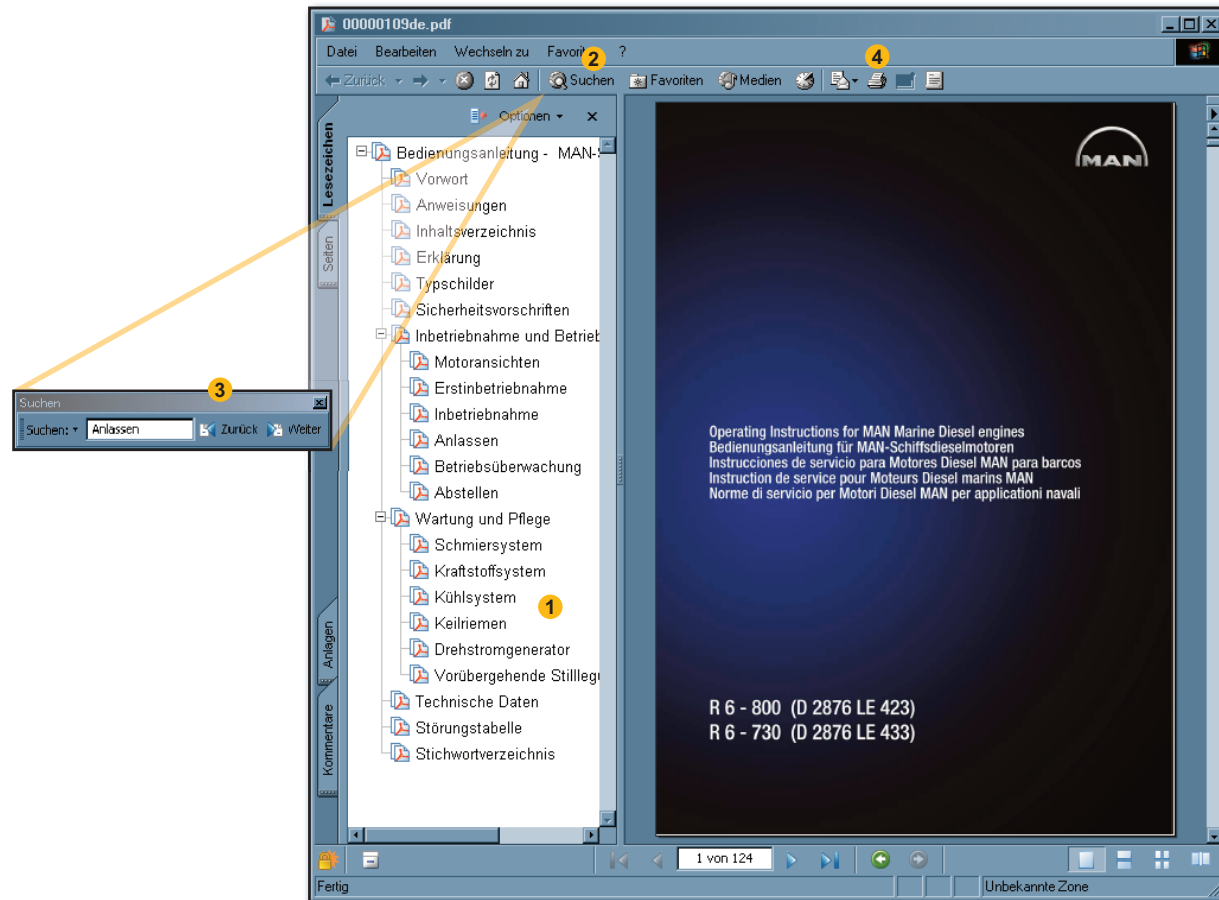 00000109de.pdf
Datei Bearbeiten Wechseln zu Favorit ?
2
4
Zurück Suchen Favoriten Medien
Lesezeichen
Seiten
Anlagen
Kommentare
Optionen
Bedienungsanleitung - MAN-S
Vorwort
Anweisungen
Inhaltsverzeichnis
Erklärung
Typschilder
Sicherheitsvorschriften
Inbetriebnahme und Betrieb
Motoransichten
Erstinbetriebnahme
Inbetriebnahme
Anlassen
Betriebsüberwachung
Abstellen
Wartung und Pflege
Schmiersystem
Kraftstoffsystem
Kühlsystem
1
Keilriemen
Drehstromgenerator
Vorübergehende Stilllegu
Technische Daten
Störungstabelle
Stichwortverzeichnis
3
Suchen
Suchen: Anlassen Zurück Weiter
MAN
Operating Instructions for MAN Marine Diesel engines
Bedienungsanleitung für MAN-Schiffsdieselmotoren
Instrucciones de servicio para Motores Diesel MAN para barcos
Instruction de service pour Moteurs Diesel marins MAN
Norme di servicio per Motori Diesel MAN per applicationi navali
R 6 - 800 (D 2876 LE 423)
R 6 - 730 (D 2876 LE 433)
1 von 124
Fertig
Unbekannte Zone